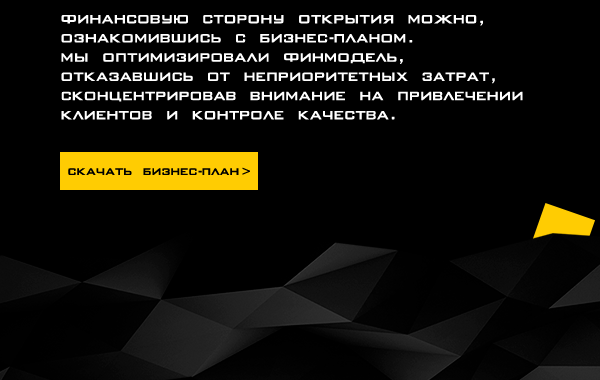 ФИНАНСОВУЮ СТОРОНУ ОТКРЫТИЯ МОЖНО,
ОЗНАКОМИВШИСЬ С БИЗНЕС-ПЛАНОМ.
МЫ ОПТИМИЗИРОВАЛИ ФИНМОДЕЛЬ,
ОТКАЗАВШИСЬ ОТ НЕПРИОРИТЕТНЫХ ЗАТРАТ,
СКОНЦЕНТРИРОВАВ ВНИМАНИЕ НА ПРИВЛЕЧЕНИИ
КЛИЕНТОВ И КОНТРОЛЕ КАЧЕСТВА.
СКАЧАТЬ БИЗНЕС-ПЛАН>